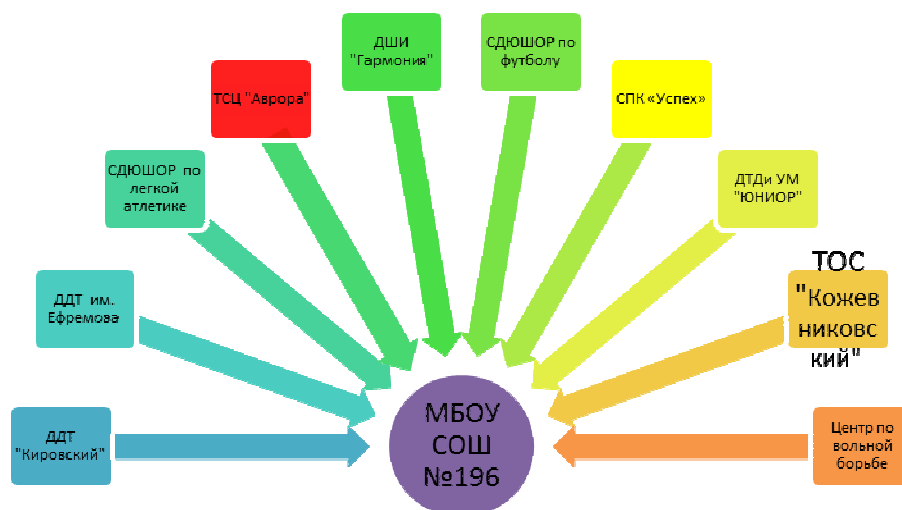 ДШИ
"Гармония"
СДЮШОР по
футболу
ТСЦ "Аврора"
СПК «Успех»
СДЮШОР по
легкой
атлетике
ДТДи УМ
"ЮНИОР"
ДДТ им.
Ефремова
ТОС
"Кожев
никовс
кий"
ДДТ
"Кировский"
МБОУ
СОШ
№196
Центр по
вольной
борьбе